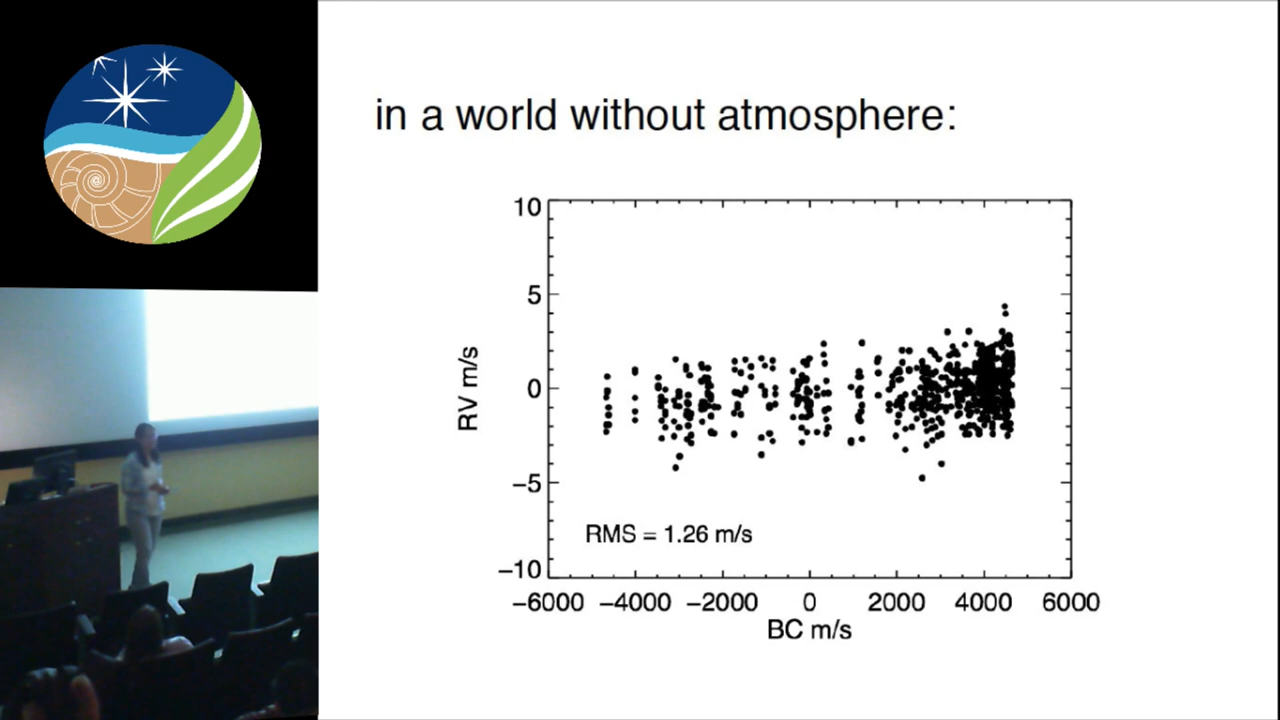 in a world without atmosphere:
10
5
0
−5
−10
RV m/s
RMS = 1.26 m/s
−6000 −4000 −2000 0 2000 4000 6000
BC m/s